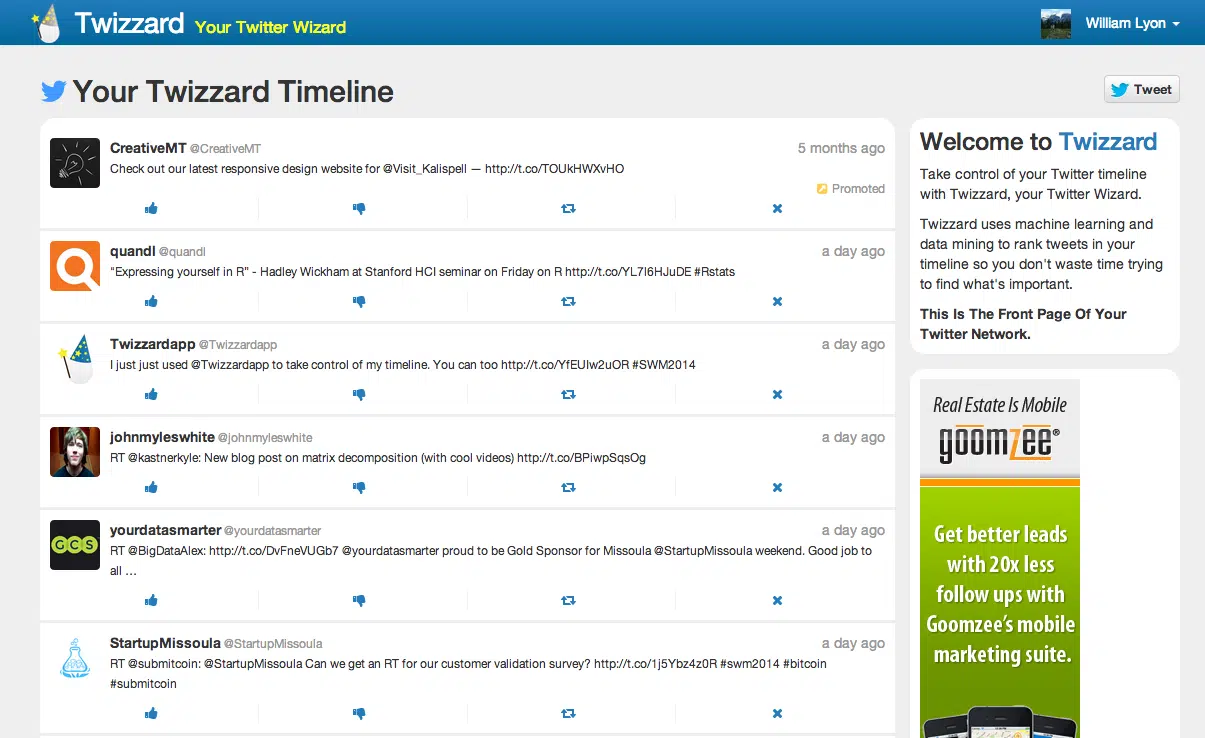 Twizzard Your Twitter Wizard
William Lyon
Your Twizzard Timeline
Tweet
CreativeMT @CreativeMT 5 months ago
Check out our latest responsive design website for @Visit_Kalispell — http://t.co/TOUkHWXvHO
Promoted
quandl @quandl a day ago
"Expressing yourself in R" - Hadley Wickham at Stanford HCI seminar on Friday on R http://t.co/YL7l6HJuDE #Rstats
Twizzardapp @Twizzardapp a day ago
I just just used @Twizzardapp to take control of my timeline. You can too http://t.co/YfEUIw2uOR #SWM2014
johnmyleswhite @johnmyleswhite a day ago
RT @kastnerkyle: New blog post on matrix decomposition (with cool videos) http://t.co/BPiwpSqsOg
GCS
yourdatasmarter @yourdatasmarter a day ago
RT @BigDataAlex: http://t.co/DvFneVUGb7 @yourdatasmarter proud to be Gold Sponsor for Missoula @StartupMissoula weekend. Good job to
all ...
StartupMissoula @StartupMissoula a day ago
RT @submitcoin: @StartupMissoula Can we get an RT for our customer validation survey? http://t.co/1j5Ybz4z0R #swm2014 #bitcoin
#submitcoin
Welcome to Twizzard
Take control of your Twitter timeline
with Twizzard, your Twitter Wizard.
Twizzard uses machine learning and
data mining to rank tweets in your
timeline so you don't waste time trying
to find what's important.
This Is The Front Page Of Your
Twitter Network.
Real Estate Is Mobile
goomzee®
Get better leads
with 20x less
follow ups with
Goomzee's mobile
marketing suite.